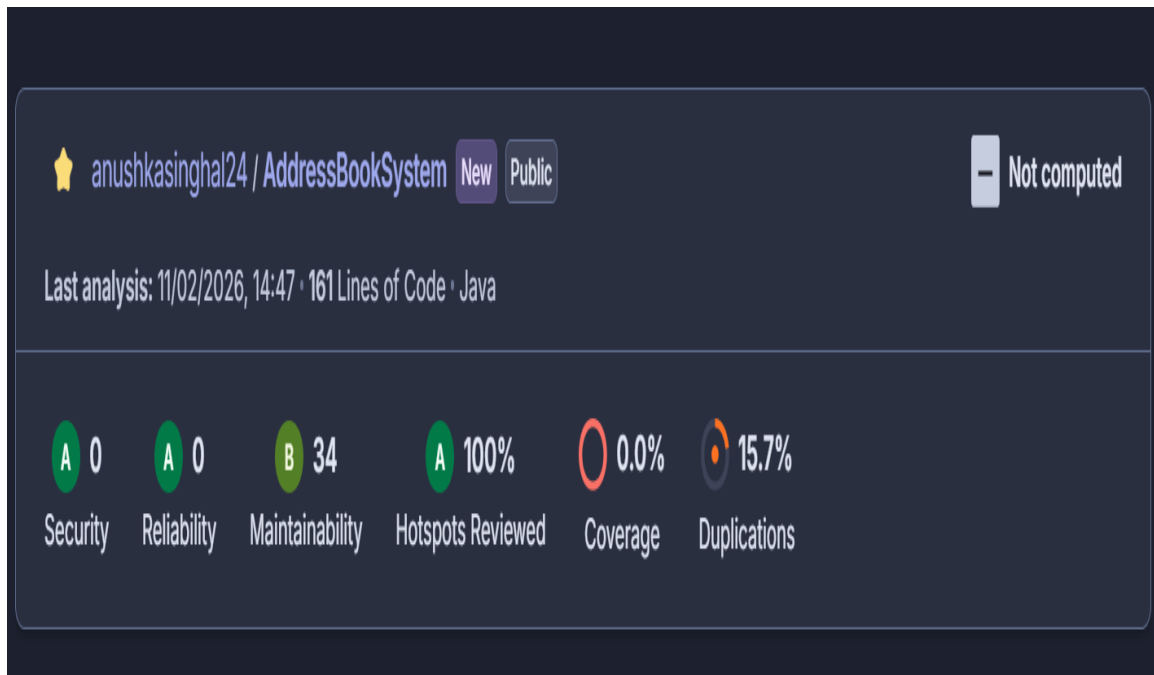 anushkasinghal24 / AddressBookSystem New Public
Not computed
Last analysis: 11/02/2026, 14:47 · 161 Lines of Code · Java
A 0
Security
A 0
Reliability
B 34
Maintainability
A 100%
Hotspots Reviewed
0.0%
Coverage
15.7%
Duplications